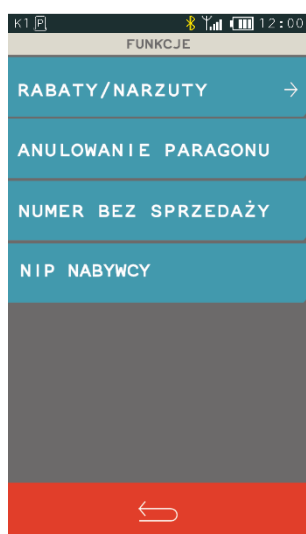 K1 P 12:00
FUNKCJE
RABATY/NARZUTY
ANULOWANIE PARAGONU
NUMER BEZ SPRZEDAŻY
NIP NABYWCY